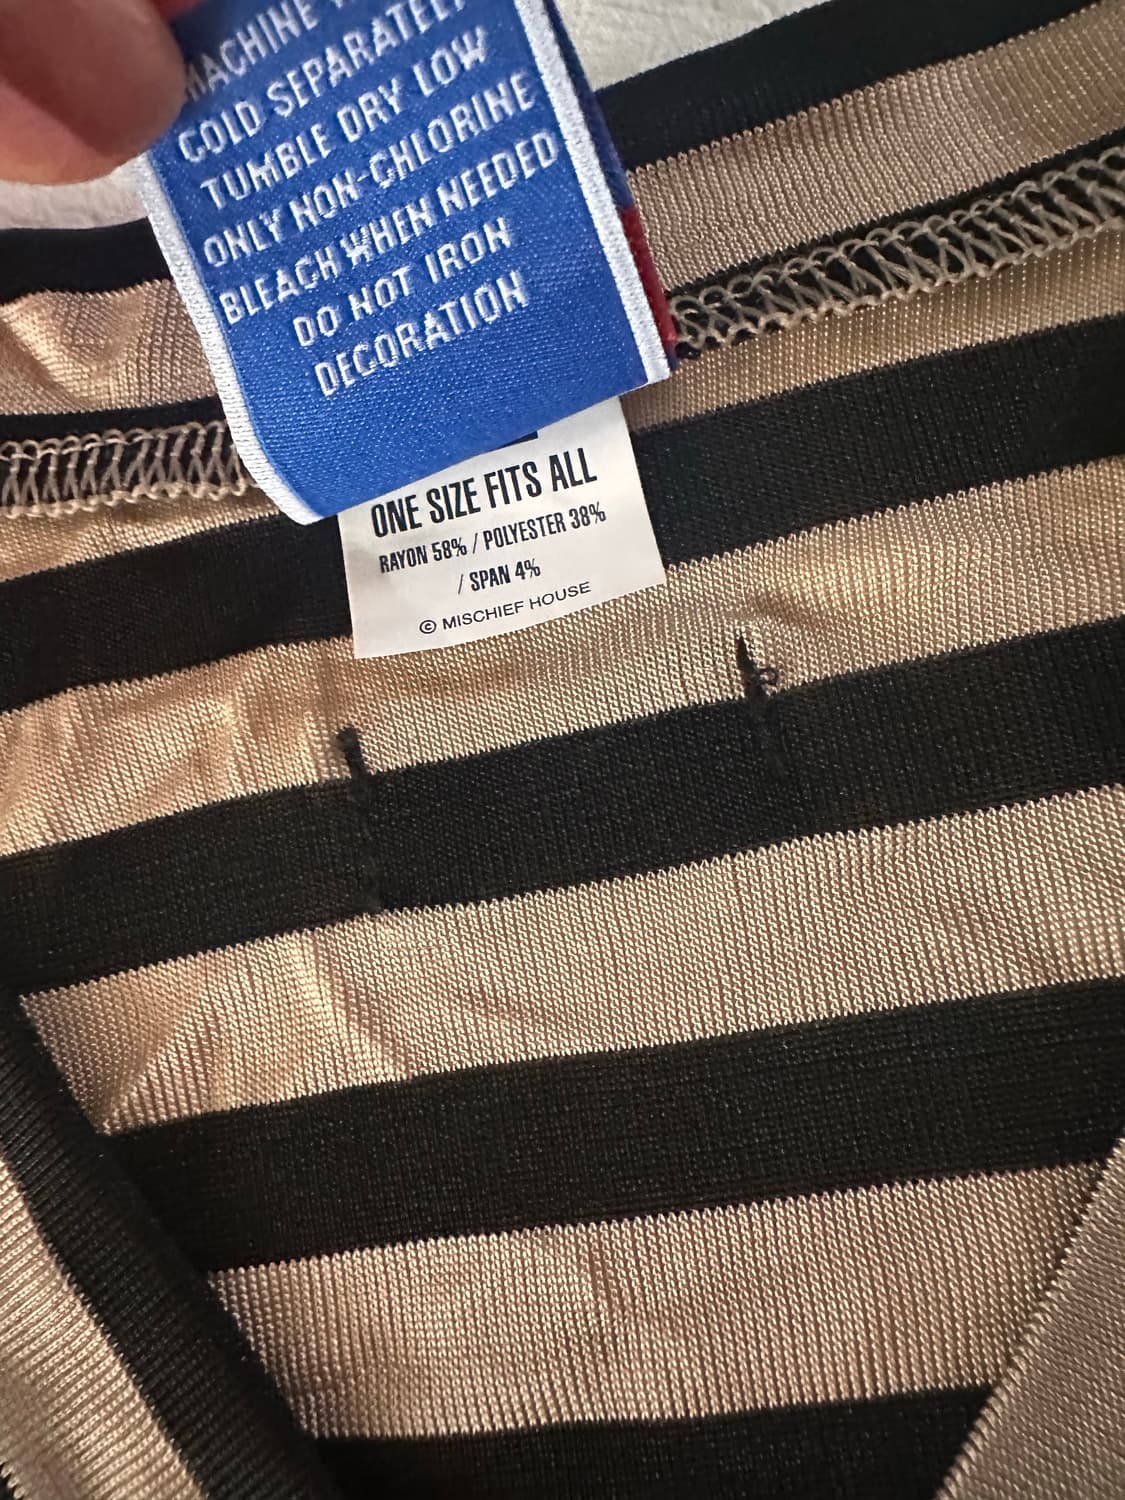 MACHINE
COLD SEPARATELY
TUMBLE DRY LOW
ONLY NON-CHLORINE
BLEACH WHEN NEEDED
DO NOT IRON
DECORATION
ONE SIZE FITS ALL
RAYON 58% / POLYESTER 38%
/ SPAN 4%
© MISCHIEF HOUSE